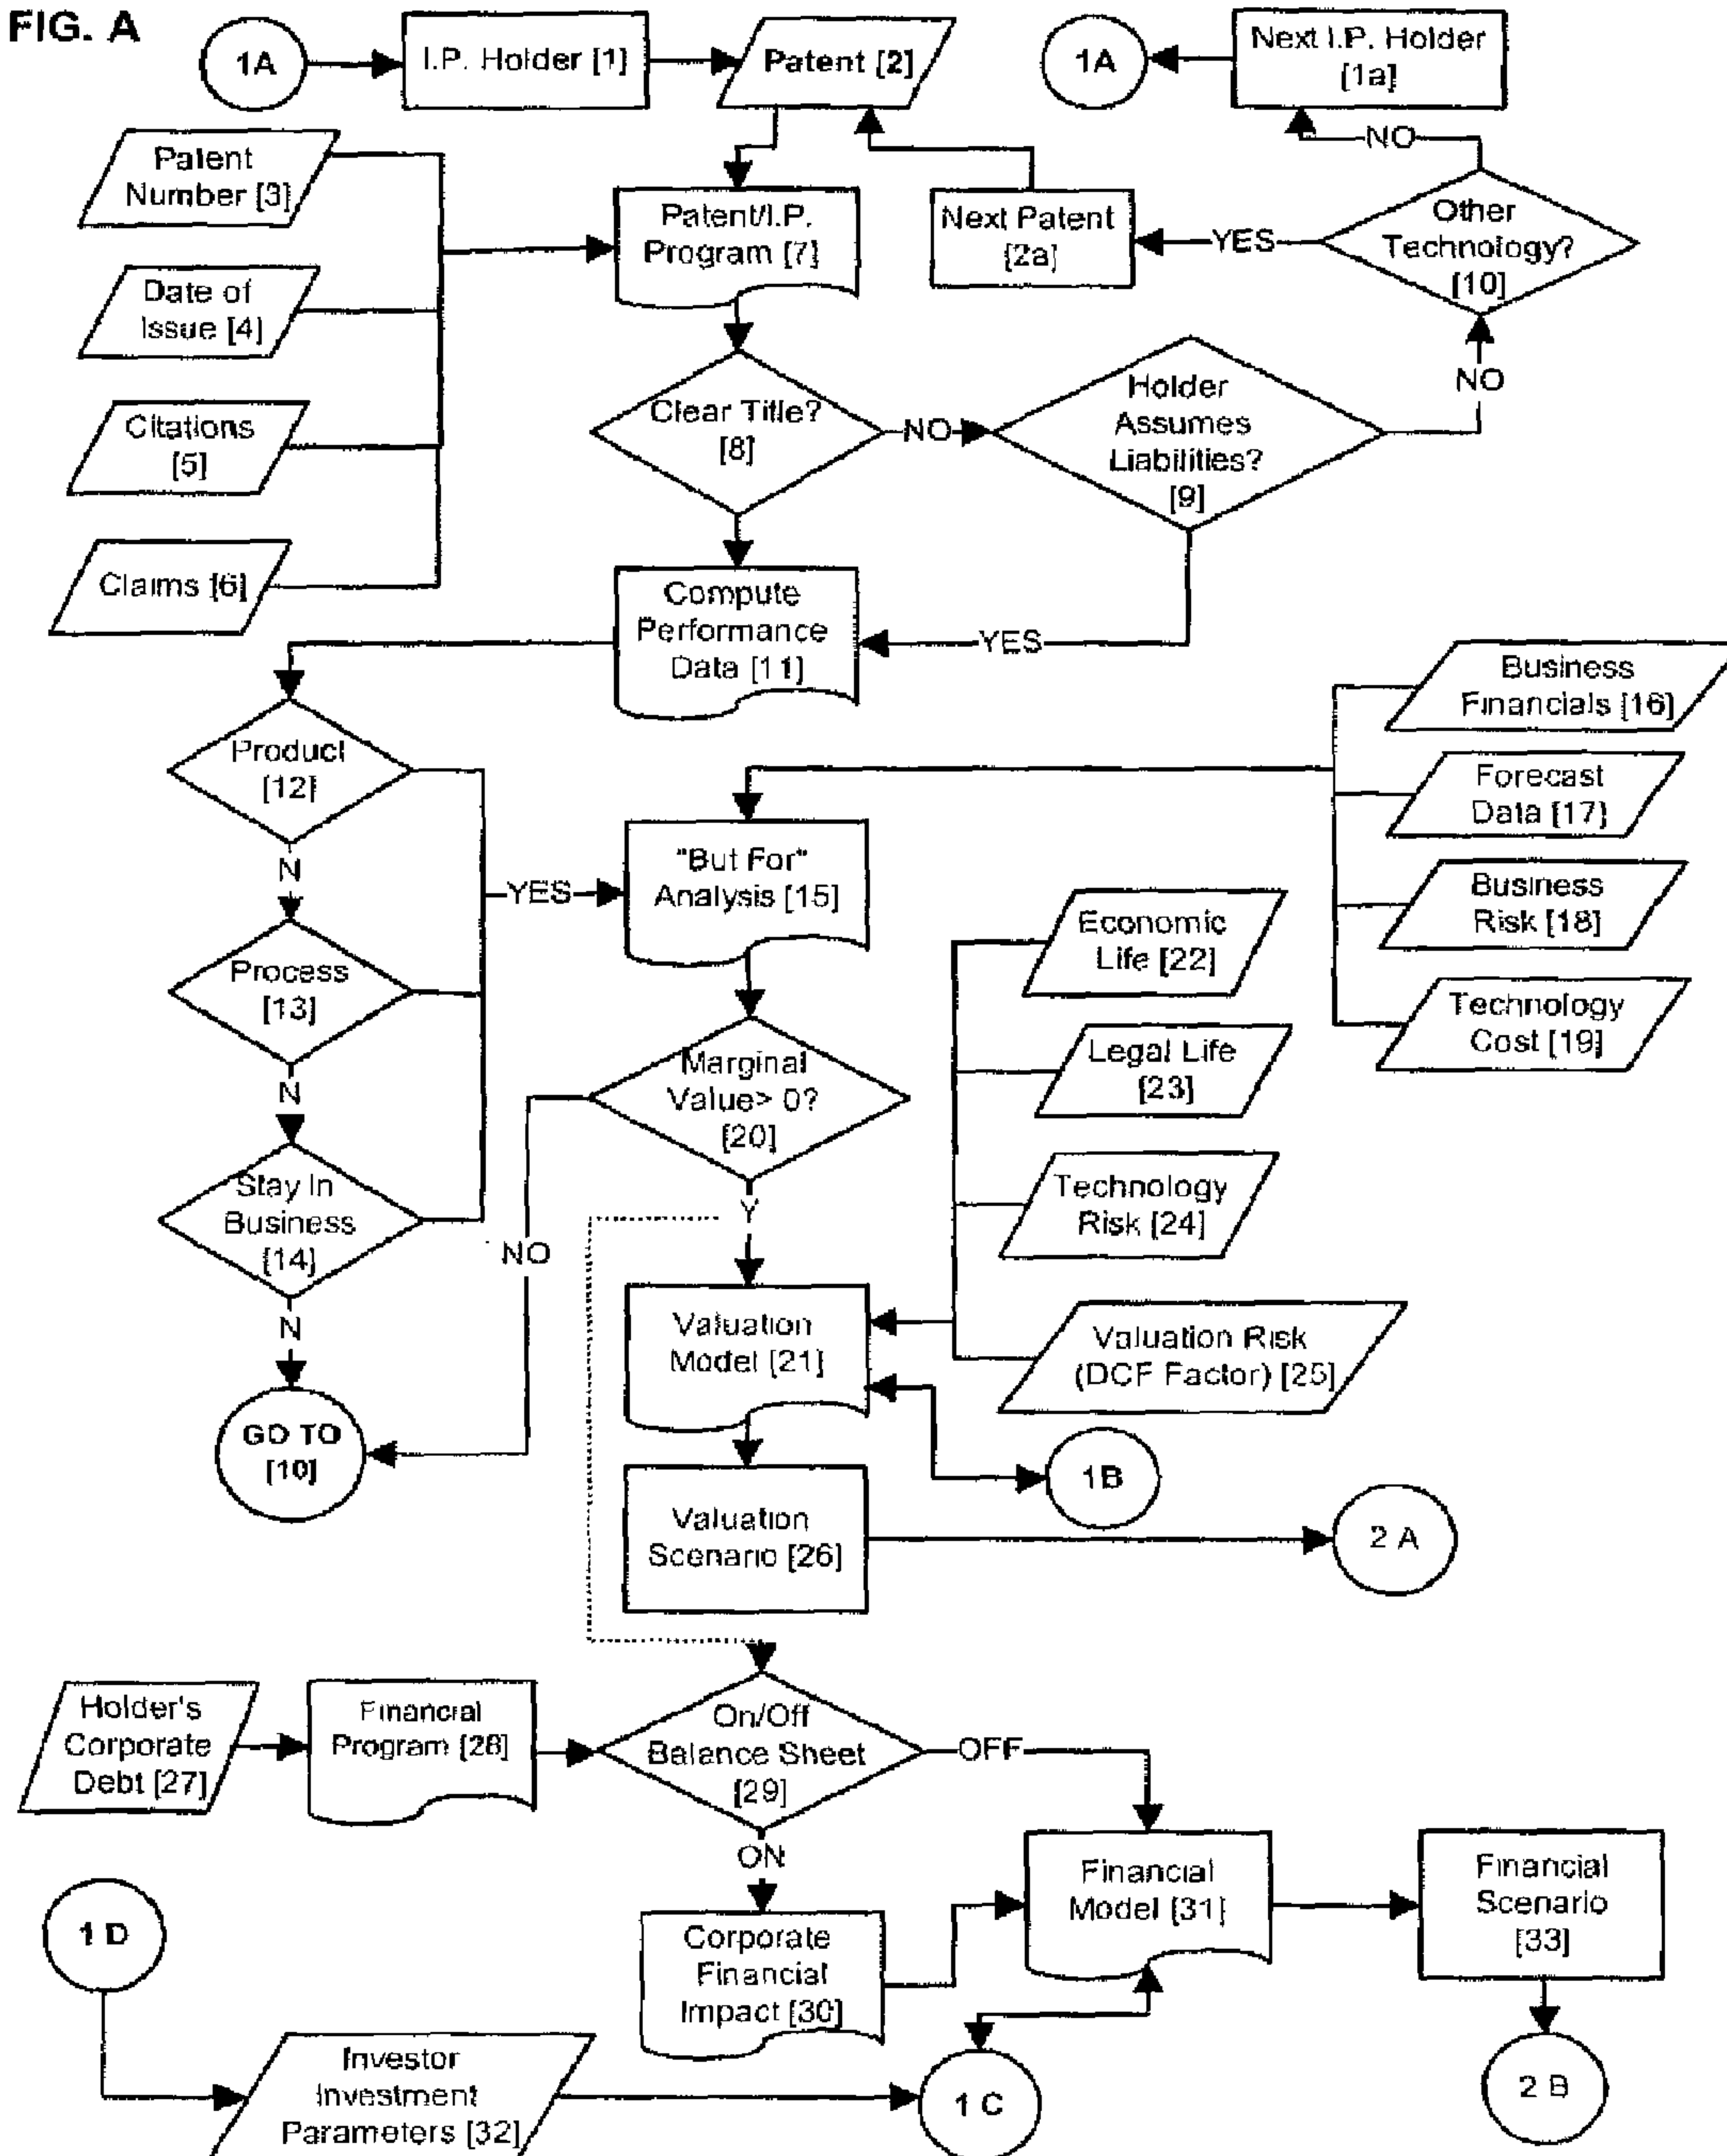 FIG. A
1A
I.P. Holder [1]
Patent [2]
1A
Next I.P. Holder
[1a]
NO
Patent
Number [3]
Patent/I.P.
Program [7]
Next Patent
[2a]
YES
Other
Technology?
[10]
Date of
Issue [4]
NO
Citations
[5]
Clear Title?
[8]
NO
Holder
Assumes
Liabilities?
[9]
Claims [6]
Compute
Performance
Data [11]
YES
Business
Financials [16]
Product
[12]
Forecast
Data [17]
N
"But For"
Analysis [15]
YES
Business
Risk [18]
Economic
Life [22]
Process
[13]
Technology
Cost [19]
N
Marginal
Value> 0?
[20]
Legal Life
[23]
Stay In
Business
[14]
Y
NO
Technology
Risk [24]
N
Valuation
Model [21]
Valuation Risk
(DCF Factor) [25]
GO TO
[10]
1B
Valuation
Scenario [26]
2 A
Holder's
Corporate
Debt [27]
Financial
Program [28]
On/Off
Balance Sheet
[29]
OFF
ON
1 D
Corporate
Financial
Impact [30]
Financial
Model [31]
Financial
Scenario
[33]
Investor
Investment
Parameters [32]
1 C
2 B